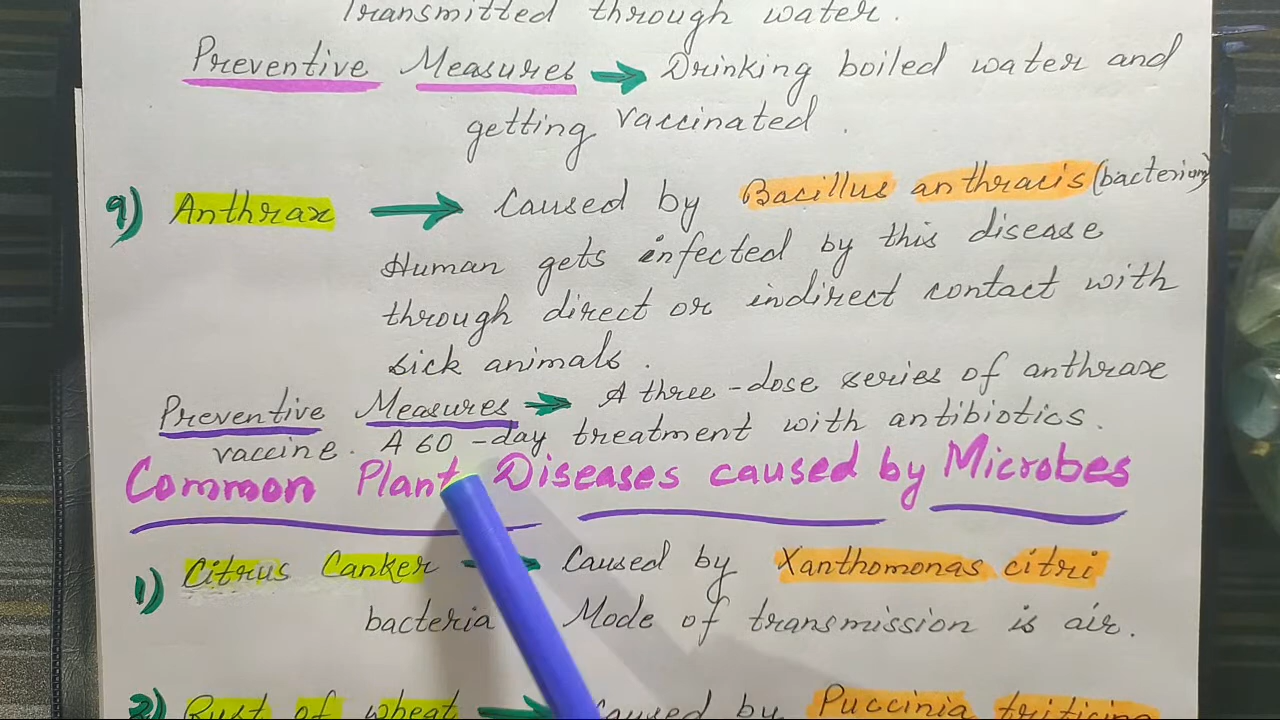 Transmitted through water.
Preventive Measures → Drinking boiled water and
getting vaccinated.
9) Anthrax → Caused by Bacillus anthracis (bacterium)
Human gets infected by this disease
through direct or indirect contact with
sick animals.
Preventive Measures → A three-dose series of anthrax
vaccine. A 60-day treatment with antibiotics.
Common Plant Diseases caused by Microbes
1) Citrus Canker → Caused by Xanthomonas citri
bacteria Mode of transmission is air.
2) Rust of wheat → Caused by Puccinia triticina